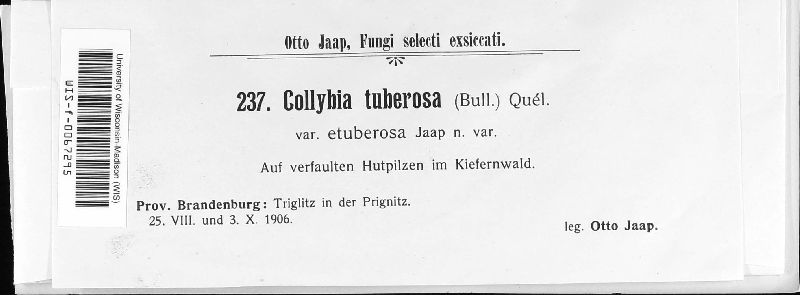 Otto Jaap, Fungi selecti exsiccati.
237. Collybia tuberosa (Bull.) Quél.
var. etuberosa Jaap n. var.
Auf verfaulten Hutpilzen im Kiefernwald.
Prov. Brandenburg: Triglitz in der Prignitz.
25. VIII. und 3. X. 1906.
leg. Otto Jaap.
University of Wisconsin-Madison (WIS)
WIS-f-0097295